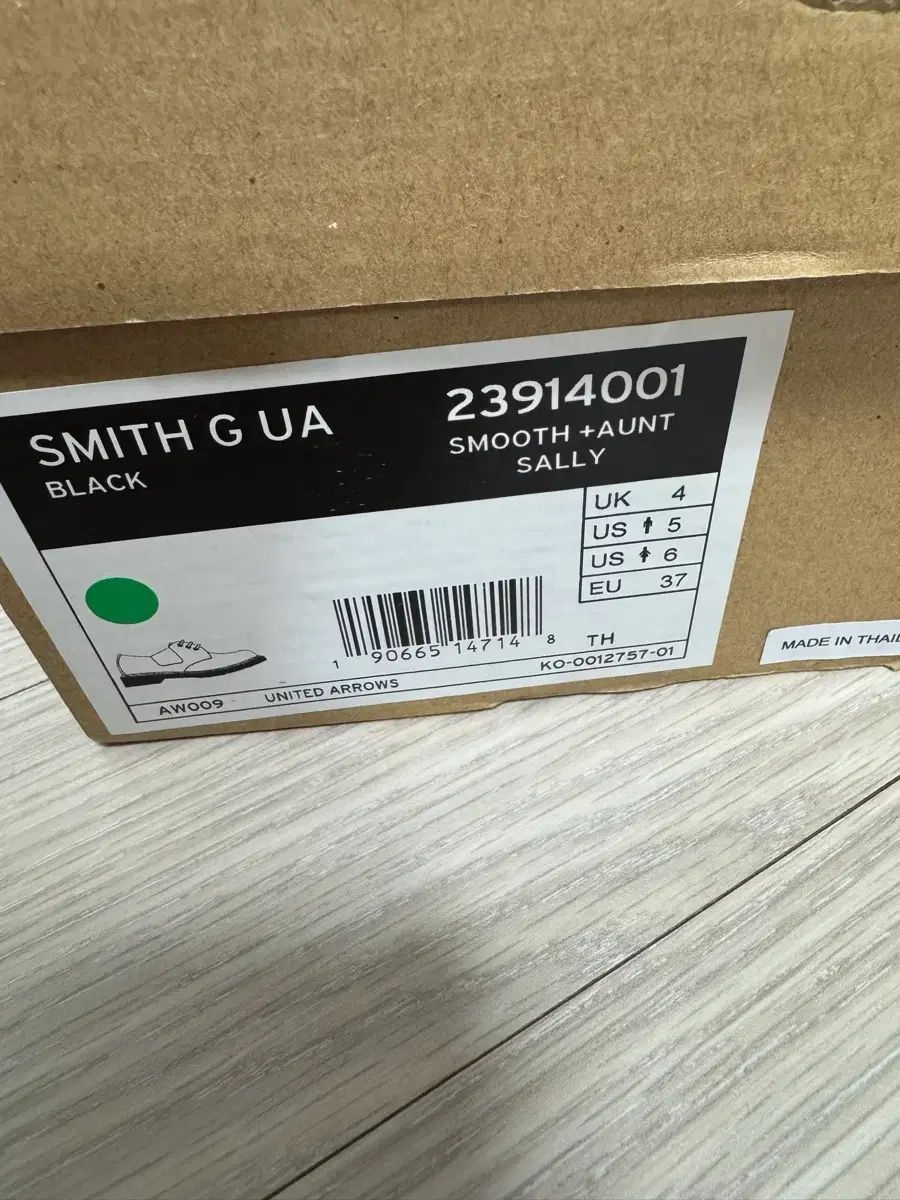 SMITH G UA
BLACK
23914001
SMOOTH +AUNT
SALLY
UK 4
US 5
US 6
EU 37
1 90665 14714 8
TH
AW009 UNITED ARROWS KO-0012757-01
MADE IN